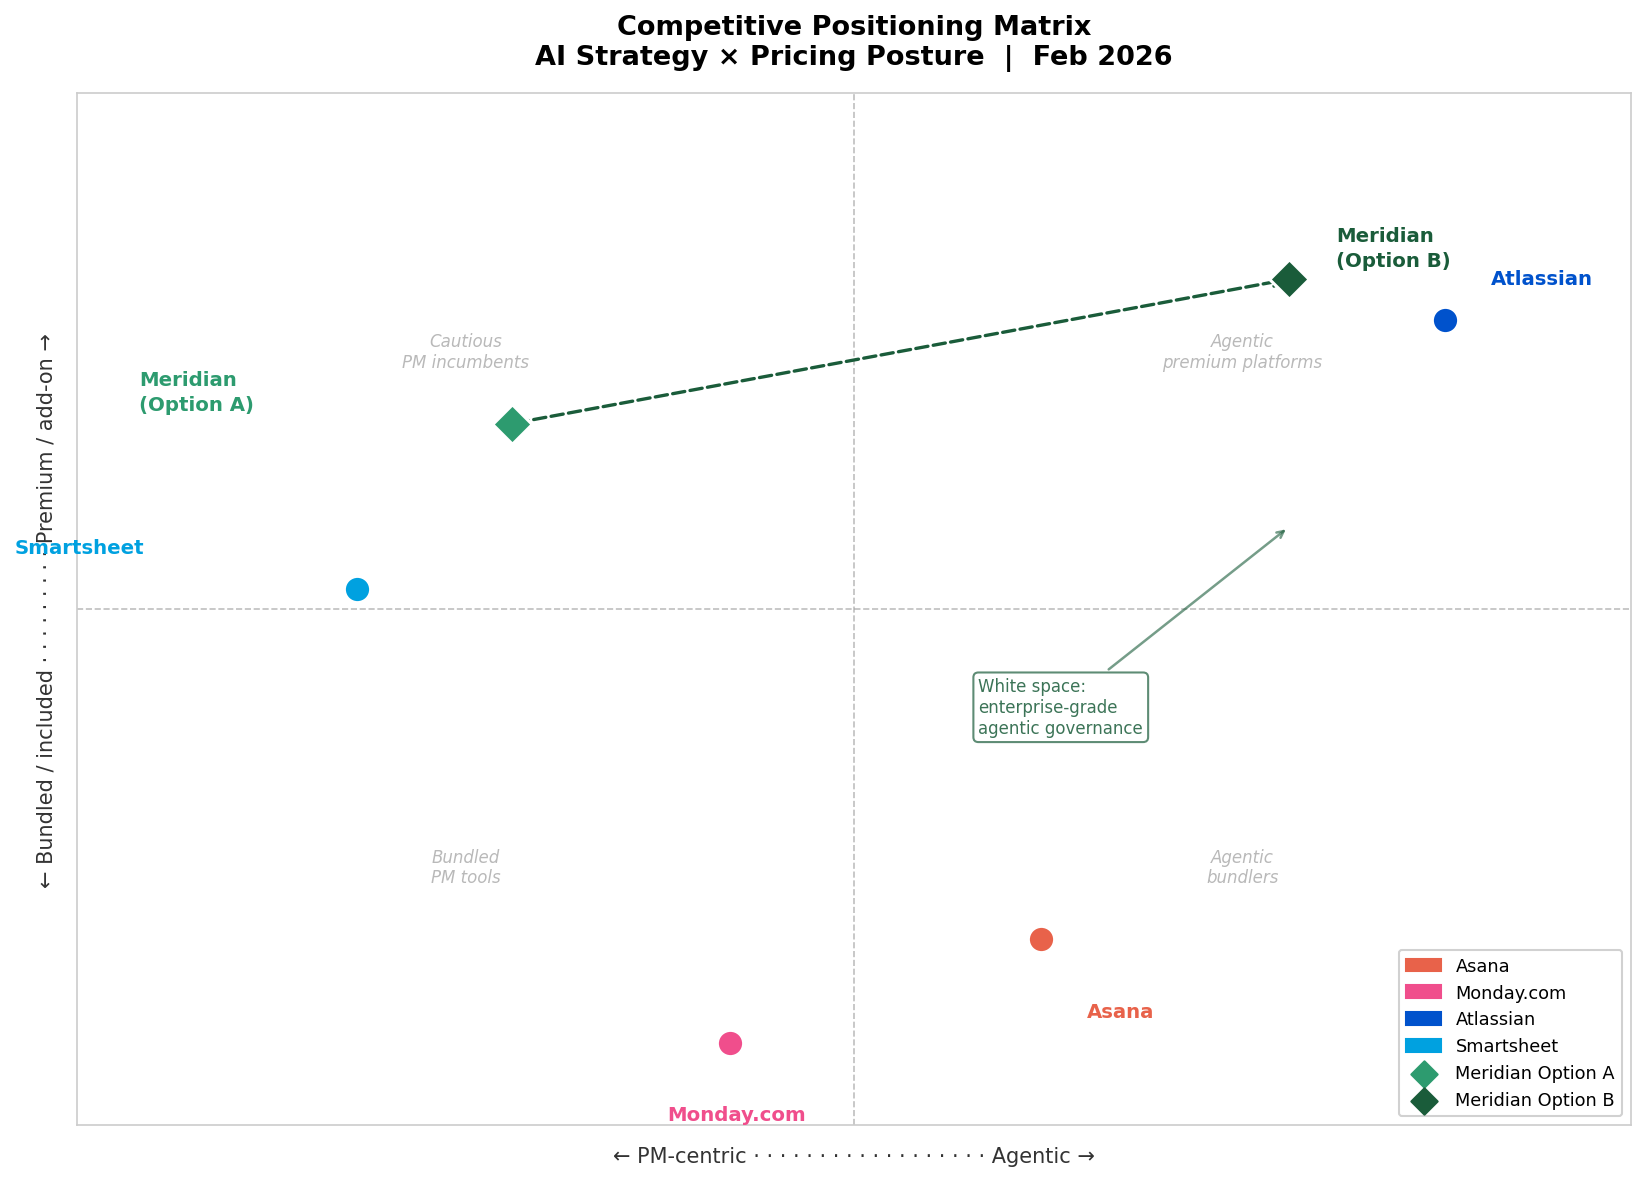 Competitive Positioning Matrix
AI Strategy × Pricing Posture  |  Feb 2026
Meridian
(Option B)
Atlassian
Cautious
PM incumbents
Agentic
premium platforms
Meridian
(Option A)
Smartsheet
← Bundled / included · · · · · · · · · Premium / add-on →
White space:
enterprise-grade
agentic governance
Bundled
PM tools
Agentic
bundlers
Asana
Monday.com
Asana
Monday.com
Atlassian
Smartsheet
Meridian Option A
Meridian Option B
← PM-centric · · · · · · · · · · · · · · · · · · Agentic →